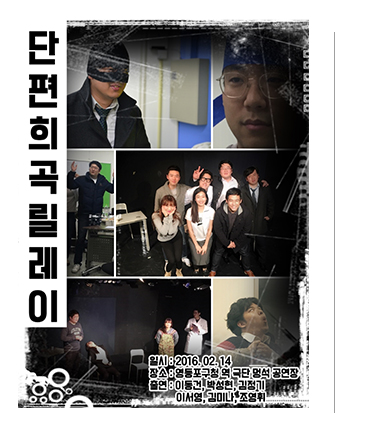 단편희곡릴레이
일시 : 2016. 02. 14
장소 : 영등포구청 역 극단 멍석 공연장
출연 : 이동건, 박성현, 김정기
이서영, 김미나, 조영휘